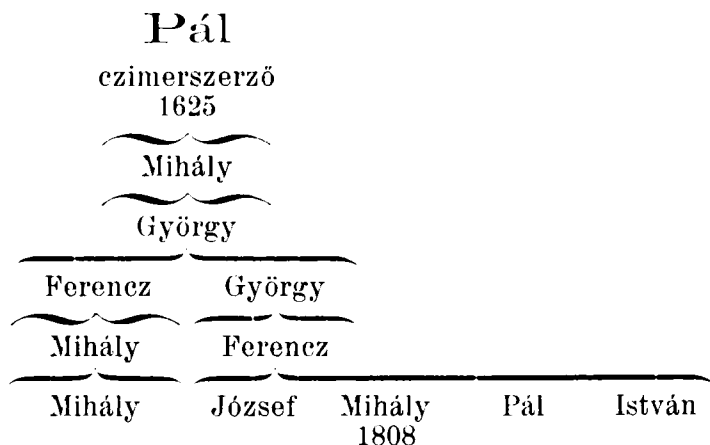 Pál
czimerszerző
1625
Mihály
György
Ferencz György
Mihály Ferencz
Mihály József Mihály Pál István
1808